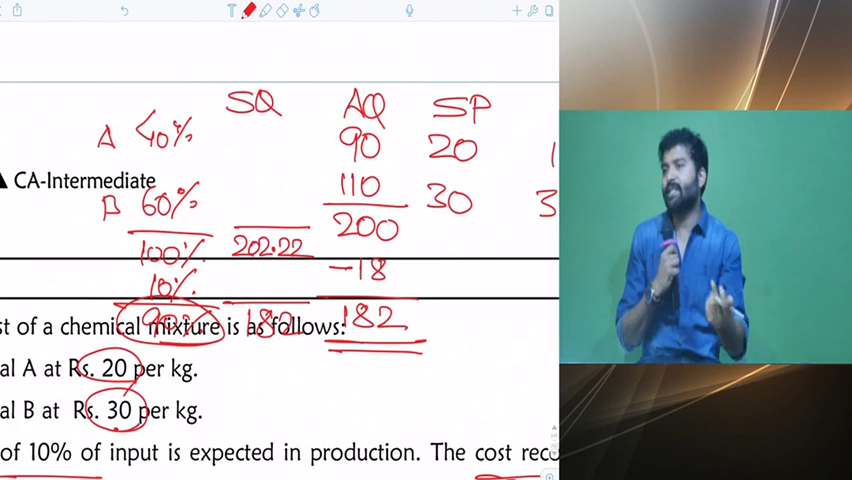 SQ AQ SP
A 40% 90 20 1
▲ CA-Intermediate
B 60% 110 30 3
100% 202.22 200
10% -18
90% 182 182
st of a chemical mixture is as follows:
al A at Rs. 20 per kg.
al B at Rs. 30 per kg.
of 10% of input is expected in production. The cost reco